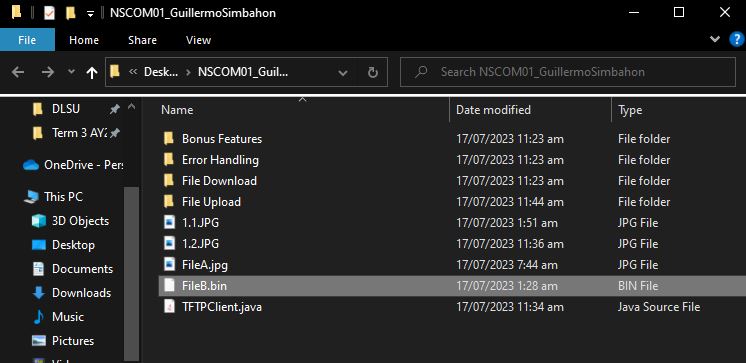 NSCOM01_GuillermoSimbahon
File Home Share View
Desk... NSCOM01_Guil... Search NSCOM01_GuillermoSimbahon
Name Date modified Type
DLSU
Term 3 AY2
OneDrive - Pers
This PC
3D Objects
Desktop
Documents
Downloads
Music
Pictures
Bonus Features 17/07/2023 11:23 am File folder
Error Handling 17/07/2023 11:23 am File folder
File Download 17/07/2023 11:23 am File folder
File Upload 17/07/2023 11:44 am File folder
1.1.JPG 17/07/2023 1:51 am JPG File
1.2.JPG 17/07/2023 11:36 am JPG File
FileA.jpg 17/07/2023 7:44 am JPG File
FileB.bin 17/07/2023 1:28 am BIN File
TFTPClient.java 17/07/2023 11:34 am Java Source File